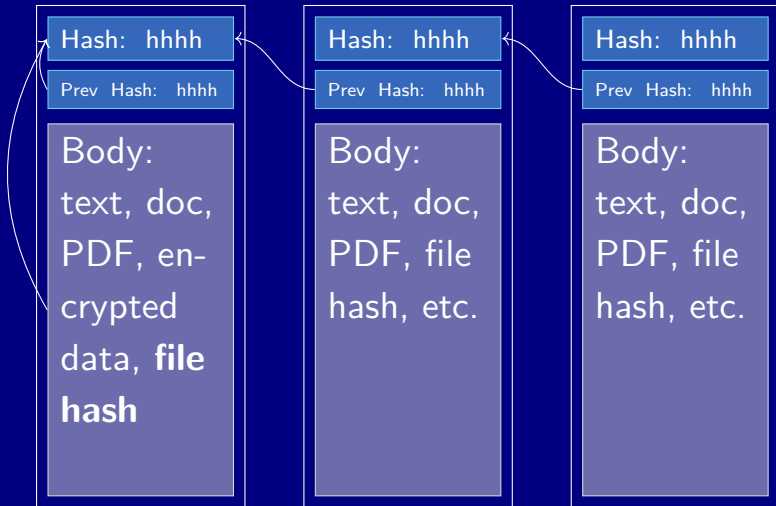 Hash: hhhh
Prev Hash: hhhh
Body:
text, doc,
PDF, en-
crypted
data, file
hash
Hash: hhhh
Prev Hash: hhhh
Body:
text, doc,
PDF, file
hash, etc.
Hash: hhhh
Prev Hash: hhhh
Body:
text, doc,
PDF, file
hash, etc.